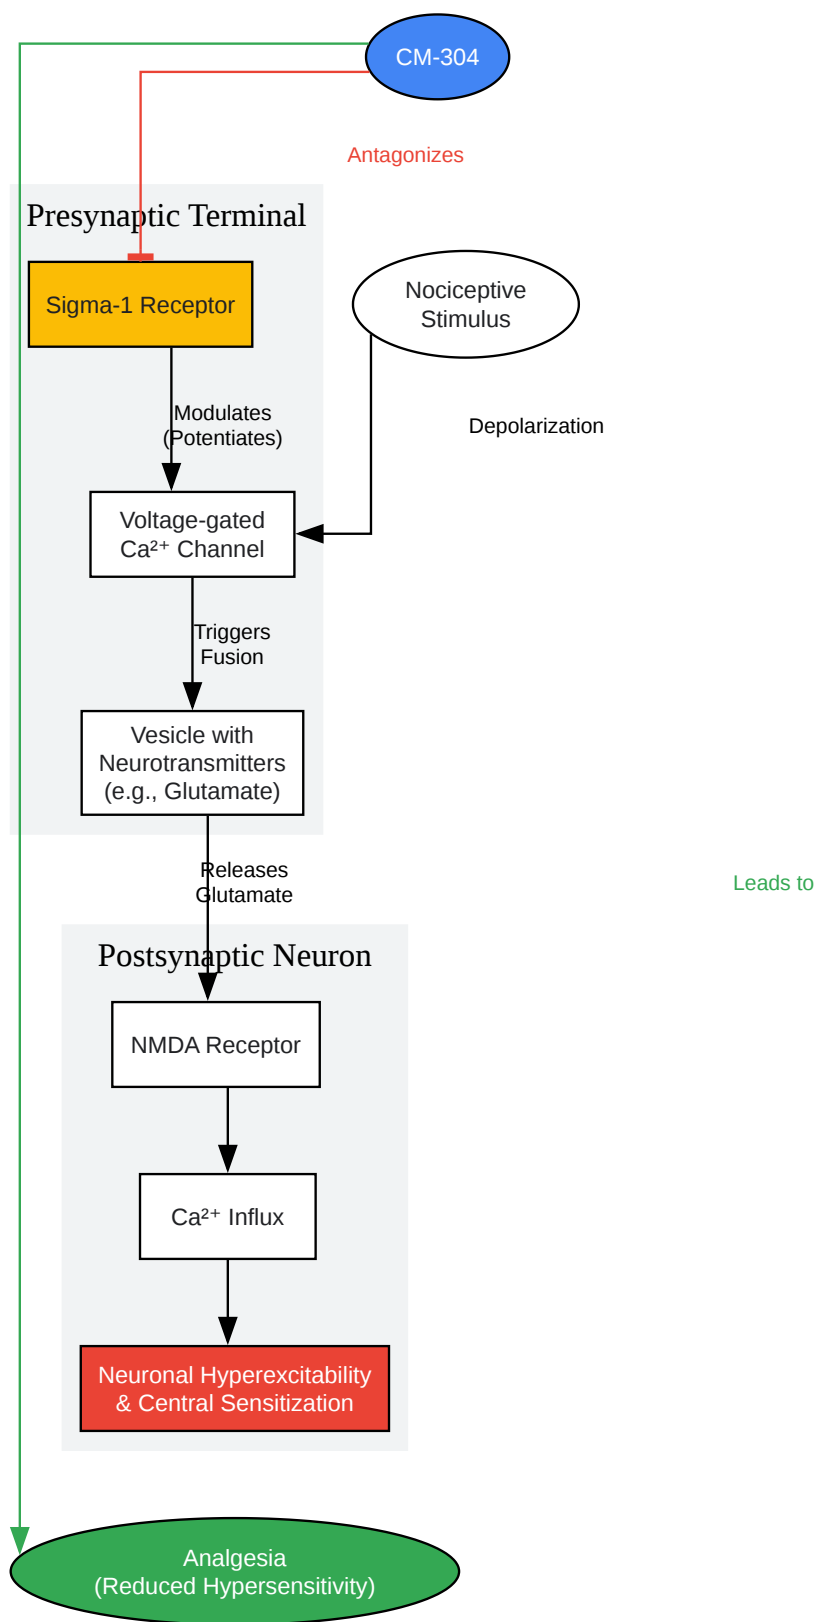 CM-304
Antagonizes
Presynaptic Terminal
Sigma-1 Receptor
Nociceptive
Stimulus
Modulates
(Potentiates)
Depolarization
Voltage-gated
Ca²⁺ Channel
Triggers
Fusion
Vesicle with
Neurotransmitters
(e.g., Glutamate)
Releases
Glutamate
Leads to
Postsynaptic Neuron
NMDA Receptor
Ca²⁺ Influx
Neuronal Hyperexcitability
& Central Sensitization
Analgesia
(Reduced Hypersensitivity)